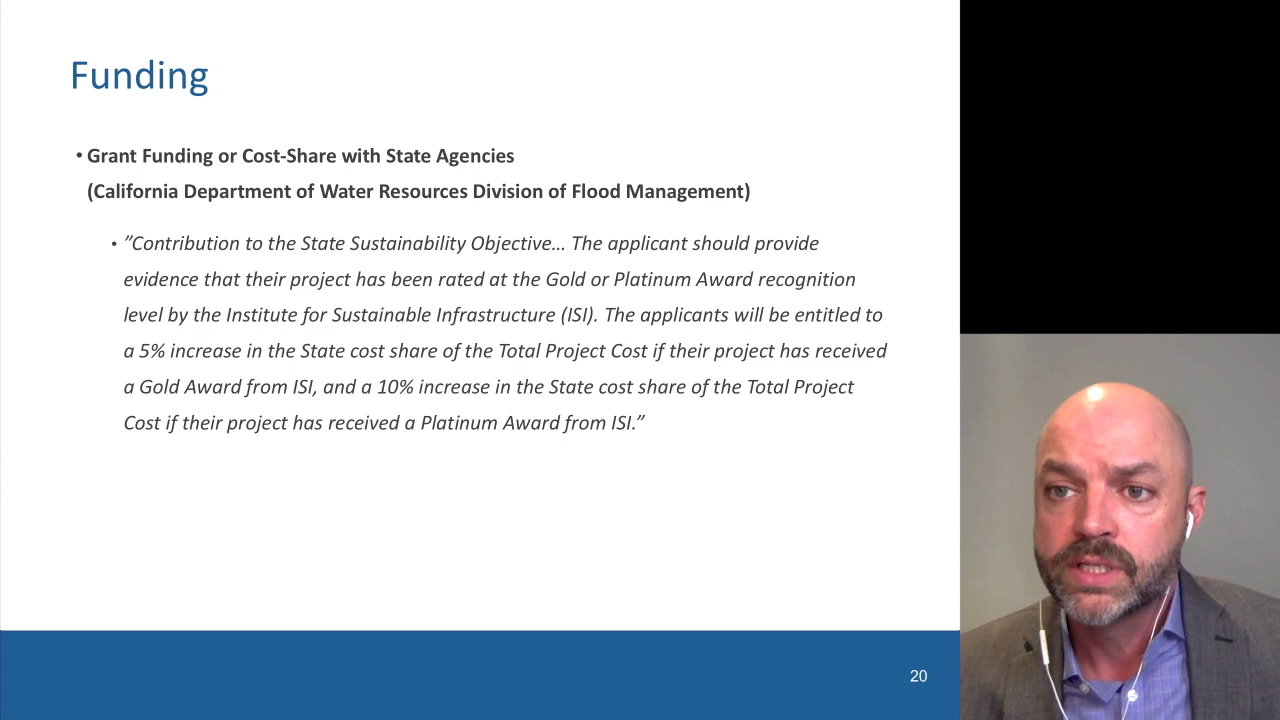 Funding
• Grant Funding or Cost-Share with State Agencies
(California Department of Water Resources Division of Flood Management)
• ”Contribution to the State Sustainability Objective… The applicant should provide
evidence that their project has been rated at the Gold or Platinum Award recognition
level by the Institute for Sustainable Infrastructure (ISI). The applicants will be entitled to
a 5% increase in the State cost share of the Total Project Cost if their project has received
a Gold Award from ISI, and a 10% increase in the State cost share of the Total Project
Cost if their project has received a Platinum Award from ISI.”
20